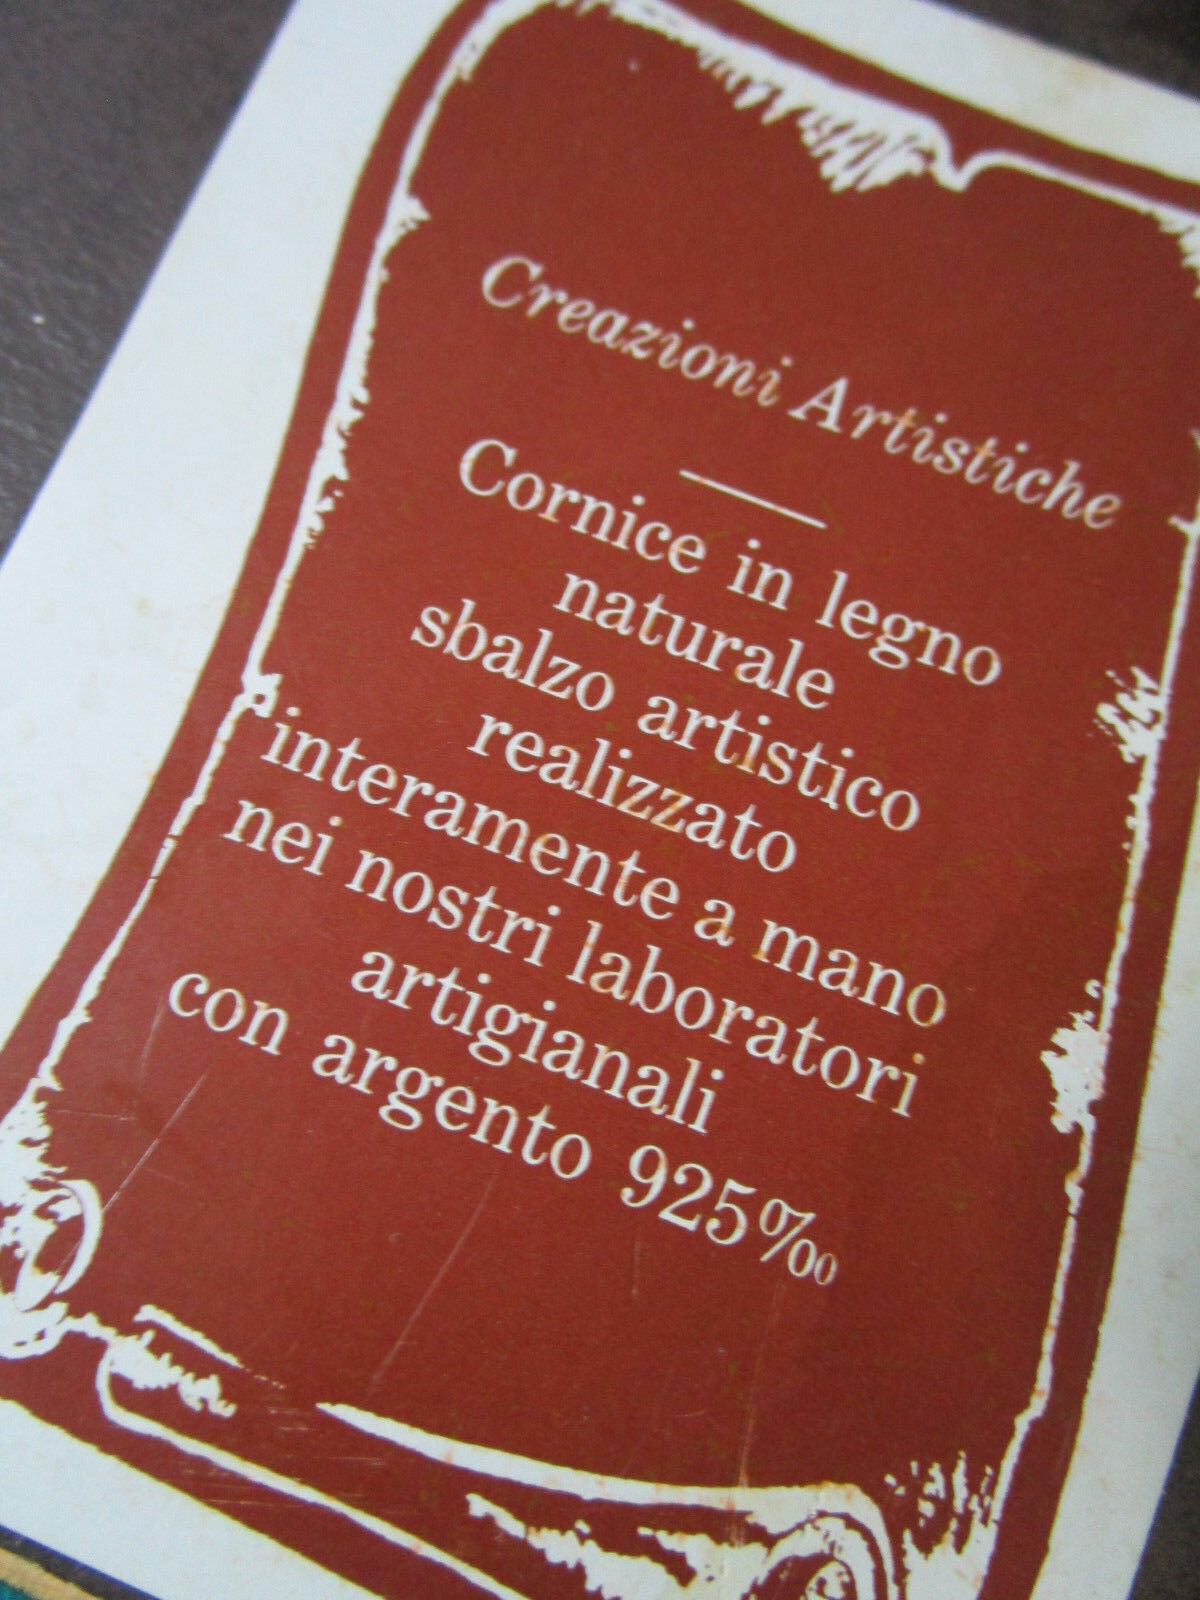 Creazioni Artistiche
Cornice in legno
naturale
sbalzo artistico
realizzato
interamente a mano
nei nostri laboratori
artigianali
con argento 925‰